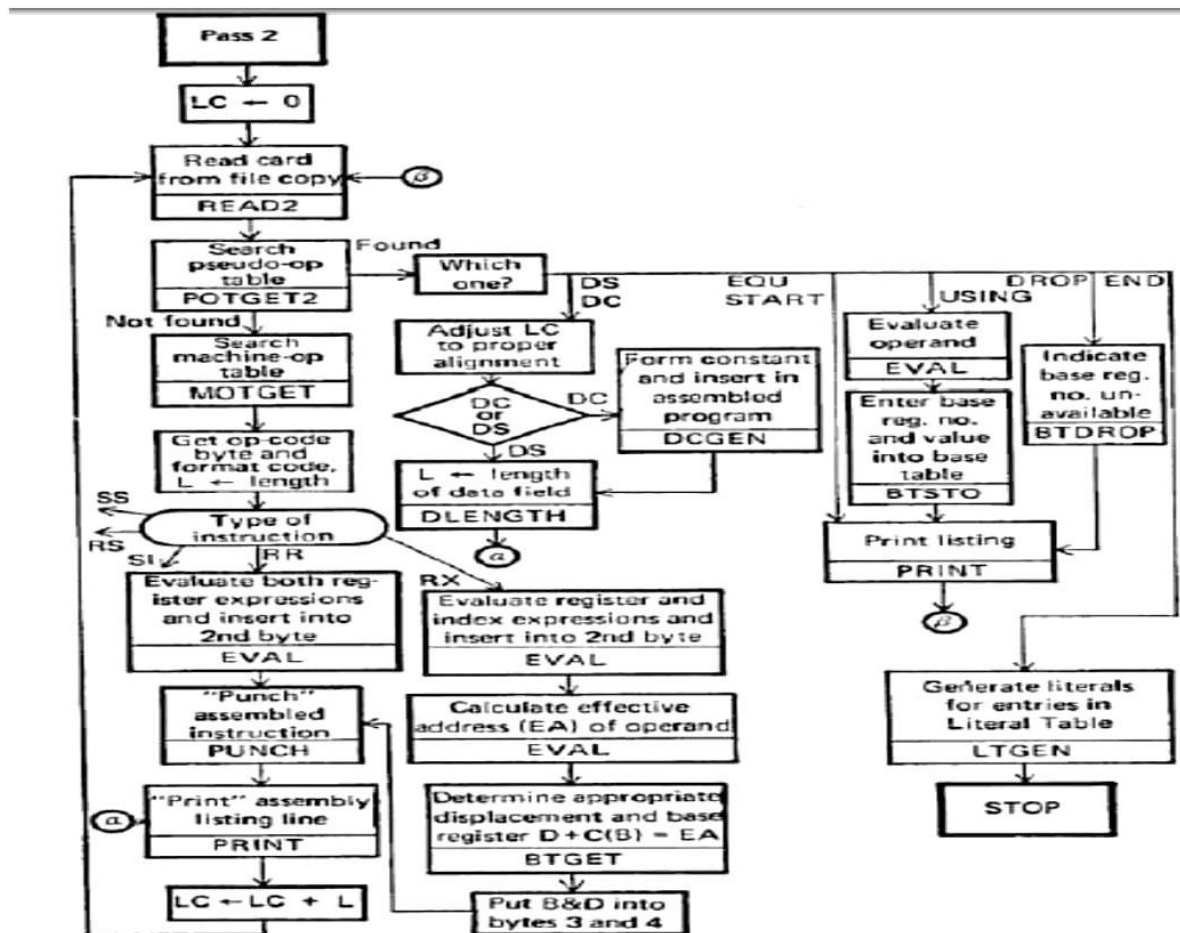 Pass 2
LC ← 0
Read card
from file copy
READ2
β
Search
pseudo-op
table
POTGET2
Found
Not found
Which
one?
DS
DC
EQU
START
USING
DROP
END
Search
machine-op
table
MOTGET
Get op-code
byte and
format code,
L ← length
Type of
instruction
SS
RS
SI
RR
RX
Adjust LC
to proper
alignment
DC
or
DS
DC
DS
Form constant
and insert in
assembled
program
DCGEN
L ← length
of data field
DLENGTH
α
Evaluate
operand
EVAL
Enter base
reg. no.
and value
into base
table
BTSTO
Indicate
base reg.
no. un-
available
BTDROP
Print listing
PRINT
β
Evaluate both reg-
ister expressions
and insert into
2nd byte
EVAL
"Punch"
assembled
instruction
PUNCH
α
"Print" assembly
listing line
PRINT
LC ← LC + L
Evaluate register and
index expressions and
insert into 2nd byte
EVAL
Calculate effective
address (EA) of operand
EVAL
Determine appropriate
displacement and base
register D + C(B) = EA
BTGET
Put B&D into
bytes 3 and 4
Generate literals
for entries in
Literal Table
LTGEN
STOP